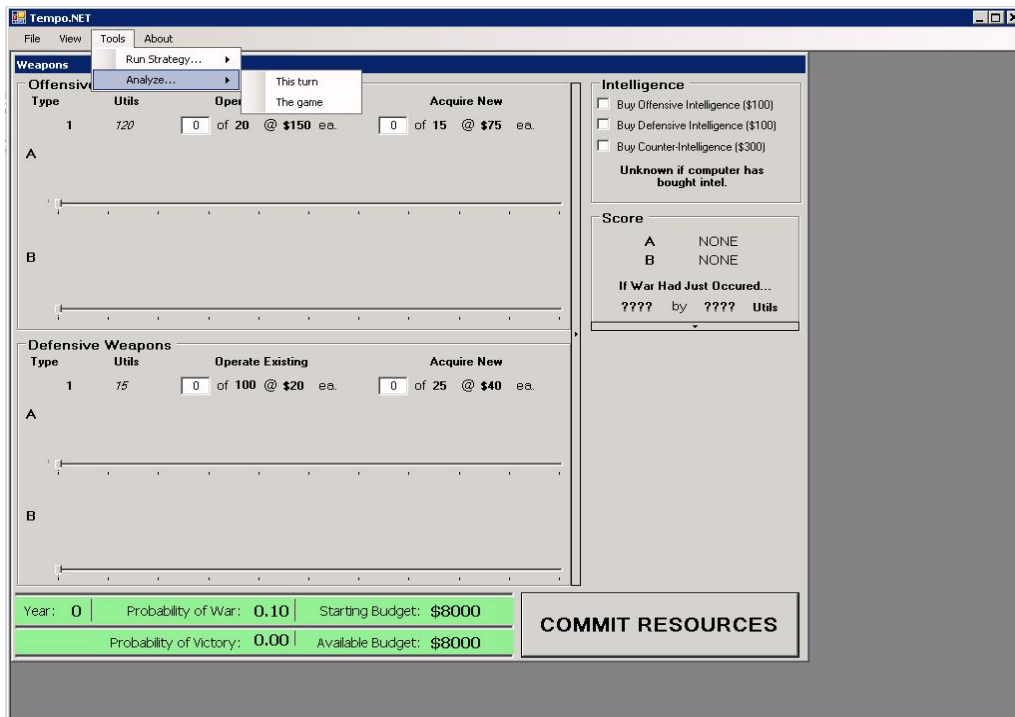 Tempo.NET
File View Tools About
Run Strategy...
Analyze...
This turn
The game
Weapons
Offensive
Type Utils Oper Acquire New
1 120 0 of 20 @ $150 ea. 0 of 15 @ $75 ea.
A
B
Defensive Weapons
Type Utils Operate Existing Acquire New
1 15 0 of 100 @ $20 ea. 0 of 25 @ $40 ea.
A
B
Intelligence
Buy Offensive Intelligence ($100)
Buy Defensive Intelligence ($100)
Buy Counter-Intelligence ($300)
Unknown if computer has
bought intel.
Score
A NONE
B NONE
If War Had Just Occured...
???? by ???? Utils
Year: 0 Probability of War: 0.10 Starting Budget: $8000
Probability of Victory: 0.00 Available Budget: $8000
COMMIT RESOURCES